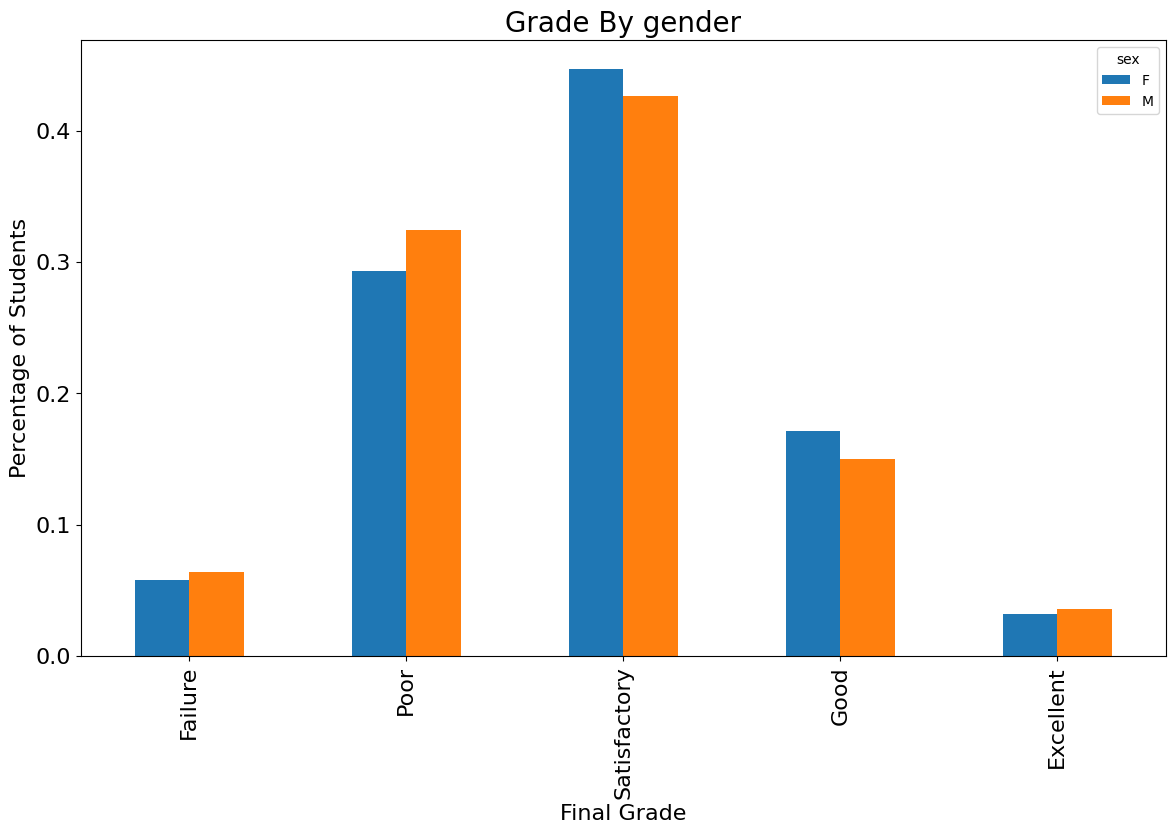 Grade By gender
sex
F
M
Percentage of Students
0.4
0.3
0.2
0.1
0.0
Failure
Poor
Satisfactory
Good
Excellent
Final Grade